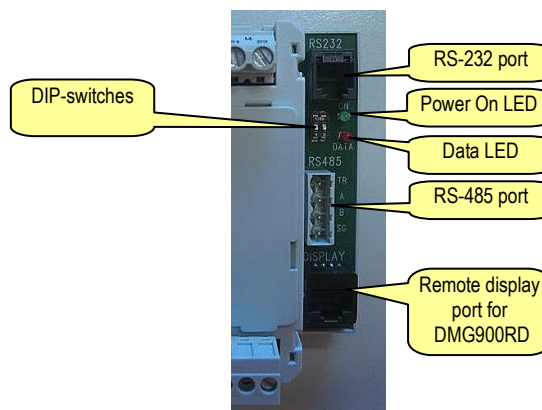 RS232
RS-232 port
ON
Power On LED
DIP-switches
DATA
Data LED
RS485
TR
A
RS-485 port
B
SG
DISPLAY
Remote display
port for
DMG900RD